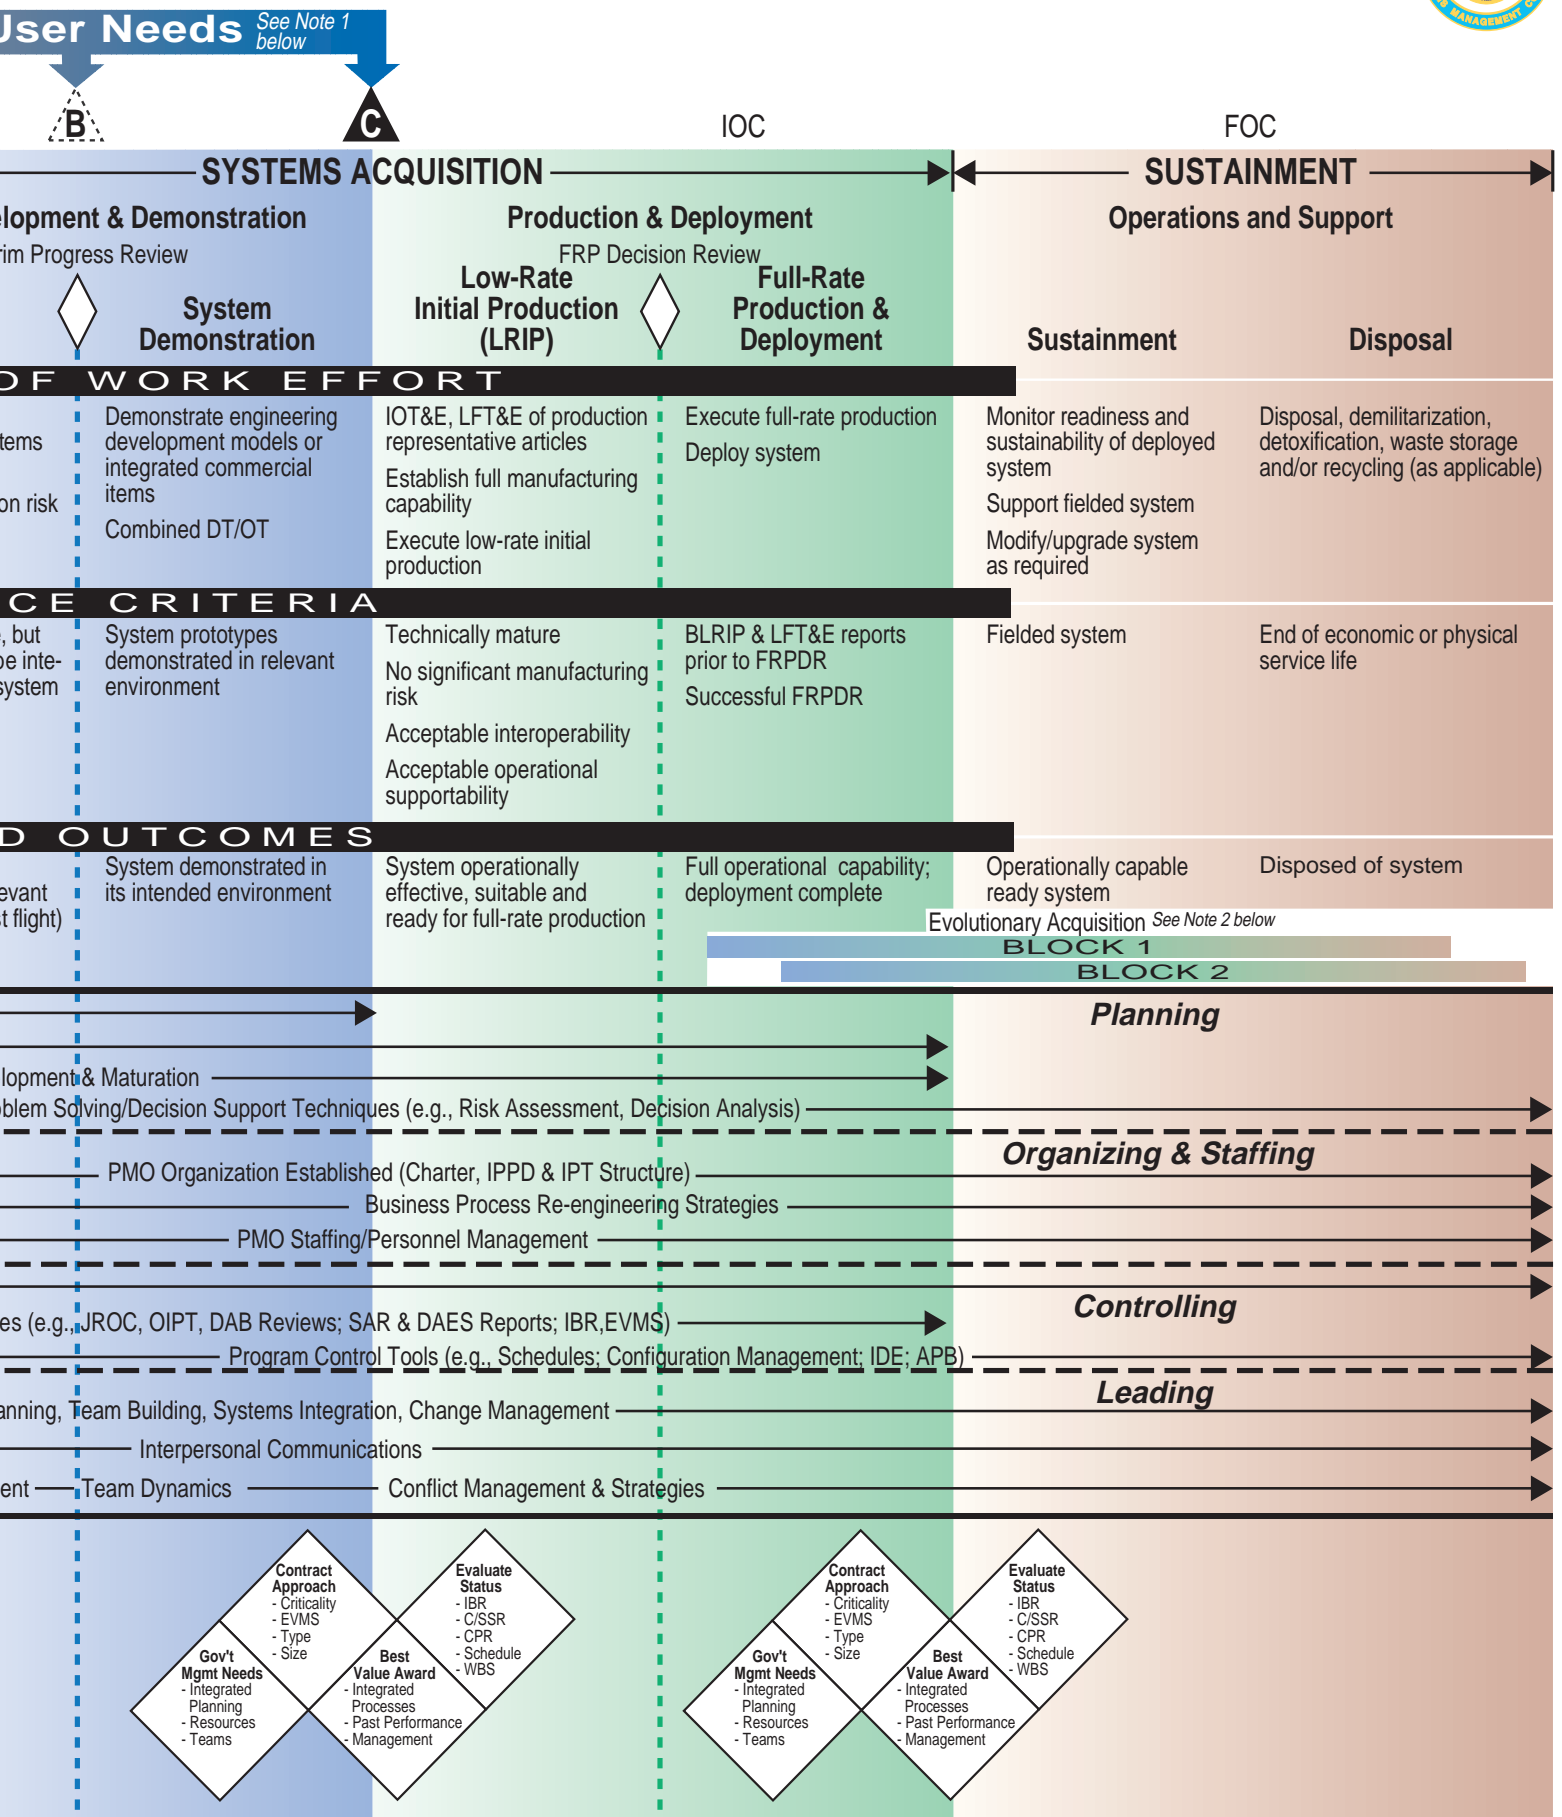 User Needs See Note 1
below
MANAGEMENT
B
C
IOC
FOC
SYSTEMS ACQUISITION
SUSTAINMENT
elopment & Demonstration
Production & Deployment
Operations and Support
rim Progress Review
FRP Decision Review
System
Demonstration
Low-Rate
Initial Production
(LRIP)
Full-Rate
Production &
Deployment
Sustainment
Disposal
OF WORK EFFORT
tems
on risk
Demonstrate engineering
development models or
integrated commercial
items
Combined DT/OT
IOT&E, LFT&E of production
representative articles
Establish full manufacturing
capability
Execute low-rate initial
production
Execute full-rate production
Deploy system
Monitor readiness and
sustainability of deployed
system
Support fielded system
Modify/upgrade system
as required
Disposal, demilitarization,
detoxification, waste storage
and/or recycling (as applicable)
CE CRITERIA
, but
be inte-
system
System prototypes
demonstrated in relevant
environment
Technically mature
No significant manufacturing
risk
Acceptable interoperability
Acceptable operational
supportability
BLRIP & LFT&E reports
prior to FRPDR
Successful FRPDR
Fielded system
End of economic or physical
service life
D OUTCOMES
evant
t flight)
System demonstrated in
its intended environment
System operationally
effective, suitable and
ready for full-rate production
Full operational capability;
deployment complete
Operationally capable
ready system
Disposed of system
Evolutionary Acquisition See Note 2 below
BLOCK 1
BLOCK 2
Planning
lopment & Maturation
oblem Solving/Decision Support Techniques (e.g., Risk Assessment, Decision Analysis)
Organizing & Staffing
PMO Organization Established (Charter, IPPD & IPT Structure)
Business Process Re-engineering Strategies
PMO Staffing/Personnel Management
Controlling
es (e.g., JROC, OIPT, DAB Reviews; SAR & DAES Reports; IBR,EVMS)
Program Control Tools (e.g., Schedules; Configuration Management; IDE; APB)
Leading
anning, Team Building, Systems Integration, Change Management
Interpersonal Communications
ent Team Dynamics Conflict Management & Strategies
Contract
Approach
- Criticality
- EVMS
- Type
- Size
Evaluate
Status
- IBR
- C/SSR
- CPR
- Schedule
- WBS
Gov't
Mgmt Needs
- Integrated
Planning
- Resources
- Teams
Best
Value Award
- Integrated
Processes
- Past Performance
- Management
Contract
Approach
- Criticality
- EVMS
- Type
- Size
Evaluate
Status
- IBR
- C/SSR
- CPR
- Schedule
- WBS
Gov't
Mgmt Needs
- Integrated
Planning
- Resources
- Teams
Best
Value Award
- Integrated
Processes
- Past Performance
- Management